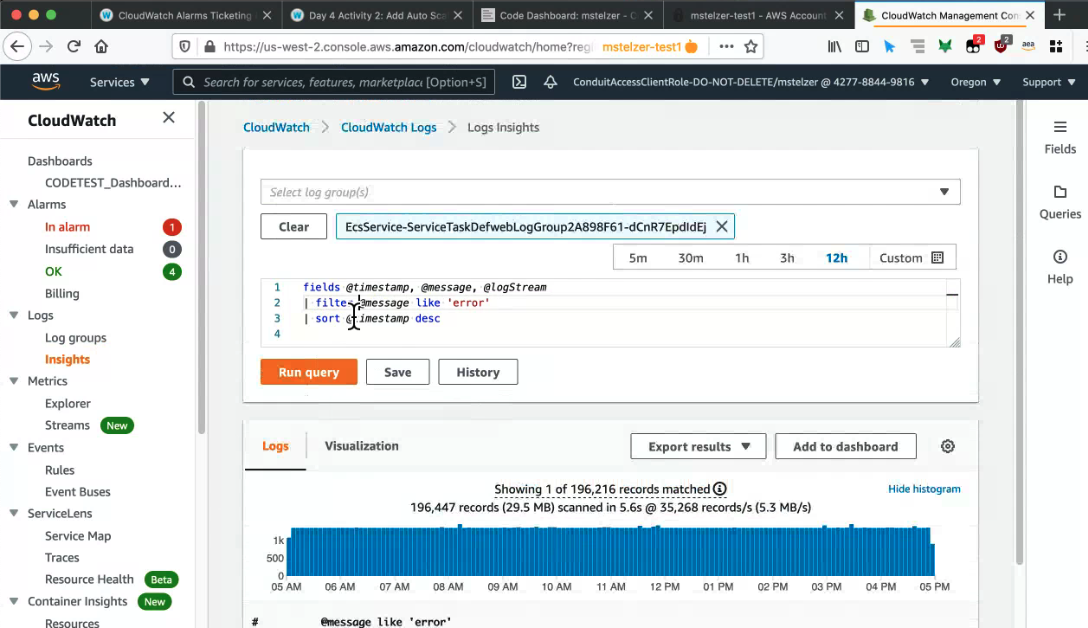 CloudWatch Alarms Ticketing
Day 4 Activity 2: Add Auto Sca
Code Dashboard: mstelzer - C
mstelzer-test1 - AWS Account
CloudWatch Management Con
https://us-west-2.console.aws.amazon.com/cloudwatch/home?regi
mstelzer-test1
2
2
aea
aws
Services
Search for services, features, marketplac [Option+S]
ConduitAccessClientRole-DO-NOT-DELETE/mstelzer @ 4277-8844-9816
Oregon
Support
CloudWatch
Dashboards
CODETEST_Dashboard...
Alarms
In alarm
1
Insufficient data
0
OK
4
Billing
Logs
Log groups
Insights
Metrics
Explorer
Streams
New
Events
Rules
Event Buses
ServiceLens
Service Map
Traces
Resource Health
Beta
Container Insights
New
Resources
CloudWatch
CloudWatch Logs
Logs Insights
Select log group(s)
Clear
EcsService-ServiceTaskDefwebLogGroup2A898F61-dCnR7EpdIdEj
5m
30m
1h
3h
12h
Custom
1 fields @timestamp, @message, @logStream
2 | filte @message like 'error'
3 | sort @timestamp desc
4
Run query
Save
History
Logs
Visualization
Export results
Add to dashboard
Showing 1 of 196,216 records matched
Hide histogram
196,447 records (29.5 MB) scanned in 5.6s @ 35,268 records/s (5.3 MB/s)
1k
500
0
05 AM 06 AM 07 AM 08 AM 09 AM 10 AM 11 AM 12 PM 01 PM 02 PM 03 PM 04 PM 05 PM
# @message like 'error'
Fields
Queries
Help